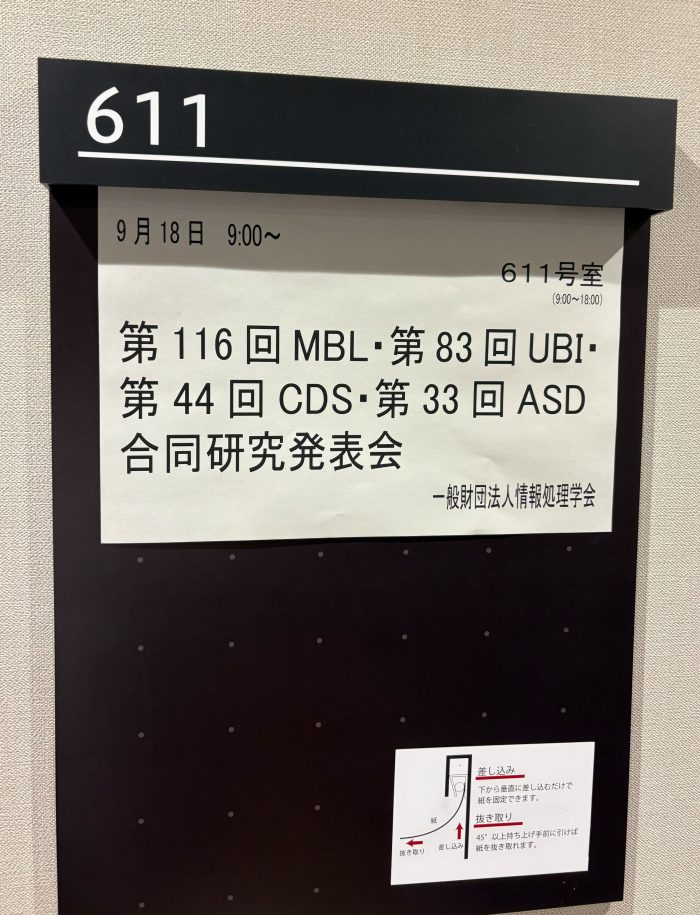 611
9月18日 9:00～
611号室
(9:00～18:00)
第116回MBL・第83回UBI・
第44回CDS・第33回ASD
合同研究発表会
一般財団法人情報処理学会
差し込み
下から垂直に差し込むだけで
紙を固定できます。
抜き取り
45°以上持ち上げ手前に引けば
紙を抜き取れます。
紙
抜き取り
差し込み